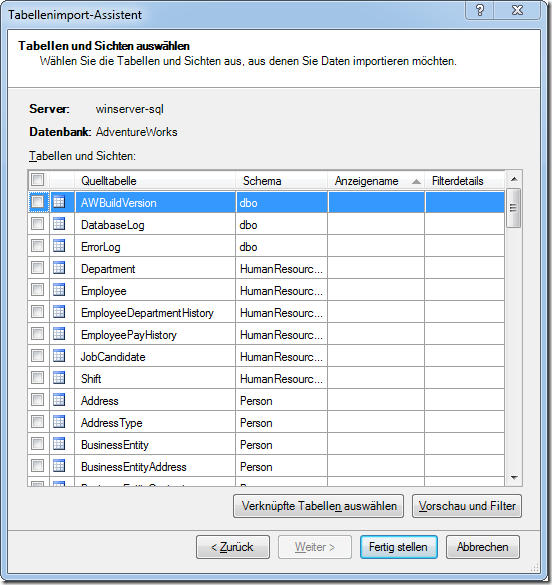 Tabellenimport-Assistent
Tabellen und Sichten auswählen
Wählen Sie die Tabellen und Sichten aus, aus denen Sie Daten importieren möchten.
Server: winserver-sql
Datenbank: AdventureWorks
Tabellen und Sichten:
Quelltabelle Schema Anzeigename Filterdetails
AWBuildVersion dbo
DatabaseLog dbo
ErrorLog dbo
Department HumanResourc...
Employee HumanResourc...
EmployeeDepartmentHistory HumanResourc...
EmployeePayHistory HumanResourc...
JobCandidate HumanResourc...
Shift HumanResourc...
Address Person
AddressType Person
BusinessEntity Person
BusinessEntityAddress Person
Verknüpfte Tabellen auswählen Vorschau und Filter
< Zurück Weiter > Fertig stellen Abbrechen